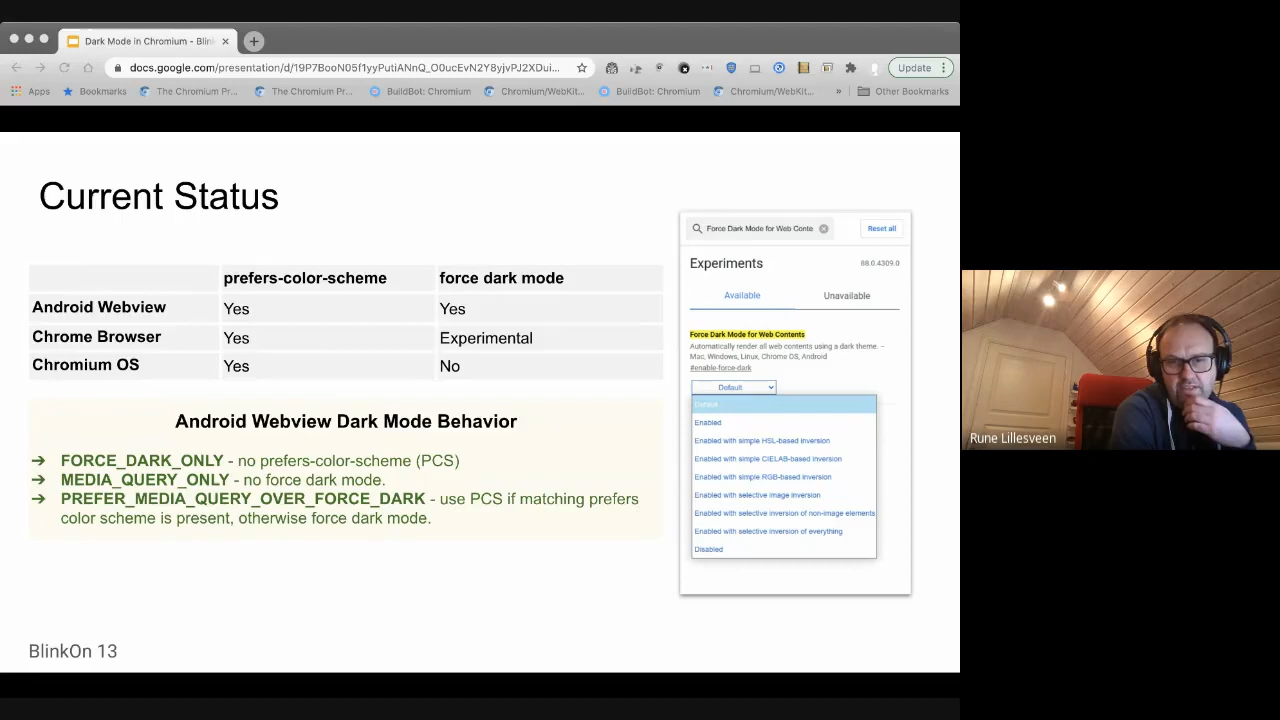 Dark Mode in Chromium - Blin
docs.google.com/presentation/d/19P7BooN05f1yyPutiANnQ_O0ucEvN2Y8yjvPJ2XDui...
Update
Apps Bookmarks The Chromium Pr... The Chromium Pr... BuildBot: Chromium Chromium/WebKit... BuildBot: Chromium Chromium/WebKit... » Other Bookmarks
Current Status
prefers-color-scheme force dark mode
Android Webview Yes Yes
Chrome Browser Yes Experimental
Chromium OS Yes No
Android Webview Dark Mode Behavior
➔ FORCE_DARK_ONLY - no prefers-color-scheme (PCS)
➔ MEDIA_QUERY_ONLY - no force dark mode.
➔ PREFER_MEDIA_QUERY_OVER_FORCE_DARK - use PCS if matching prefers
color scheme is present, otherwise force dark mode.
Force Dark Mode for Web Conte Reset all
Experiments 88.0.4309.0
Available Unavailable
Force Dark Mode for Web Contents
Automatically render all web contents using a dark theme. –
Mac, Windows, Linux, Chrome OS, Android
#enable-force-dark
Default
Default
Enabled
Enabled with simple HSL-based inversion
Enabled with simple CIELAB-based inversion
Enabled with simple RGB-based inversion
Enabled with selective image inversion
Enabled with selective inversion of non-image elements
Enabled with selective inversion of everything
Disabled
BlinkOn 13
Rune Lillesveen